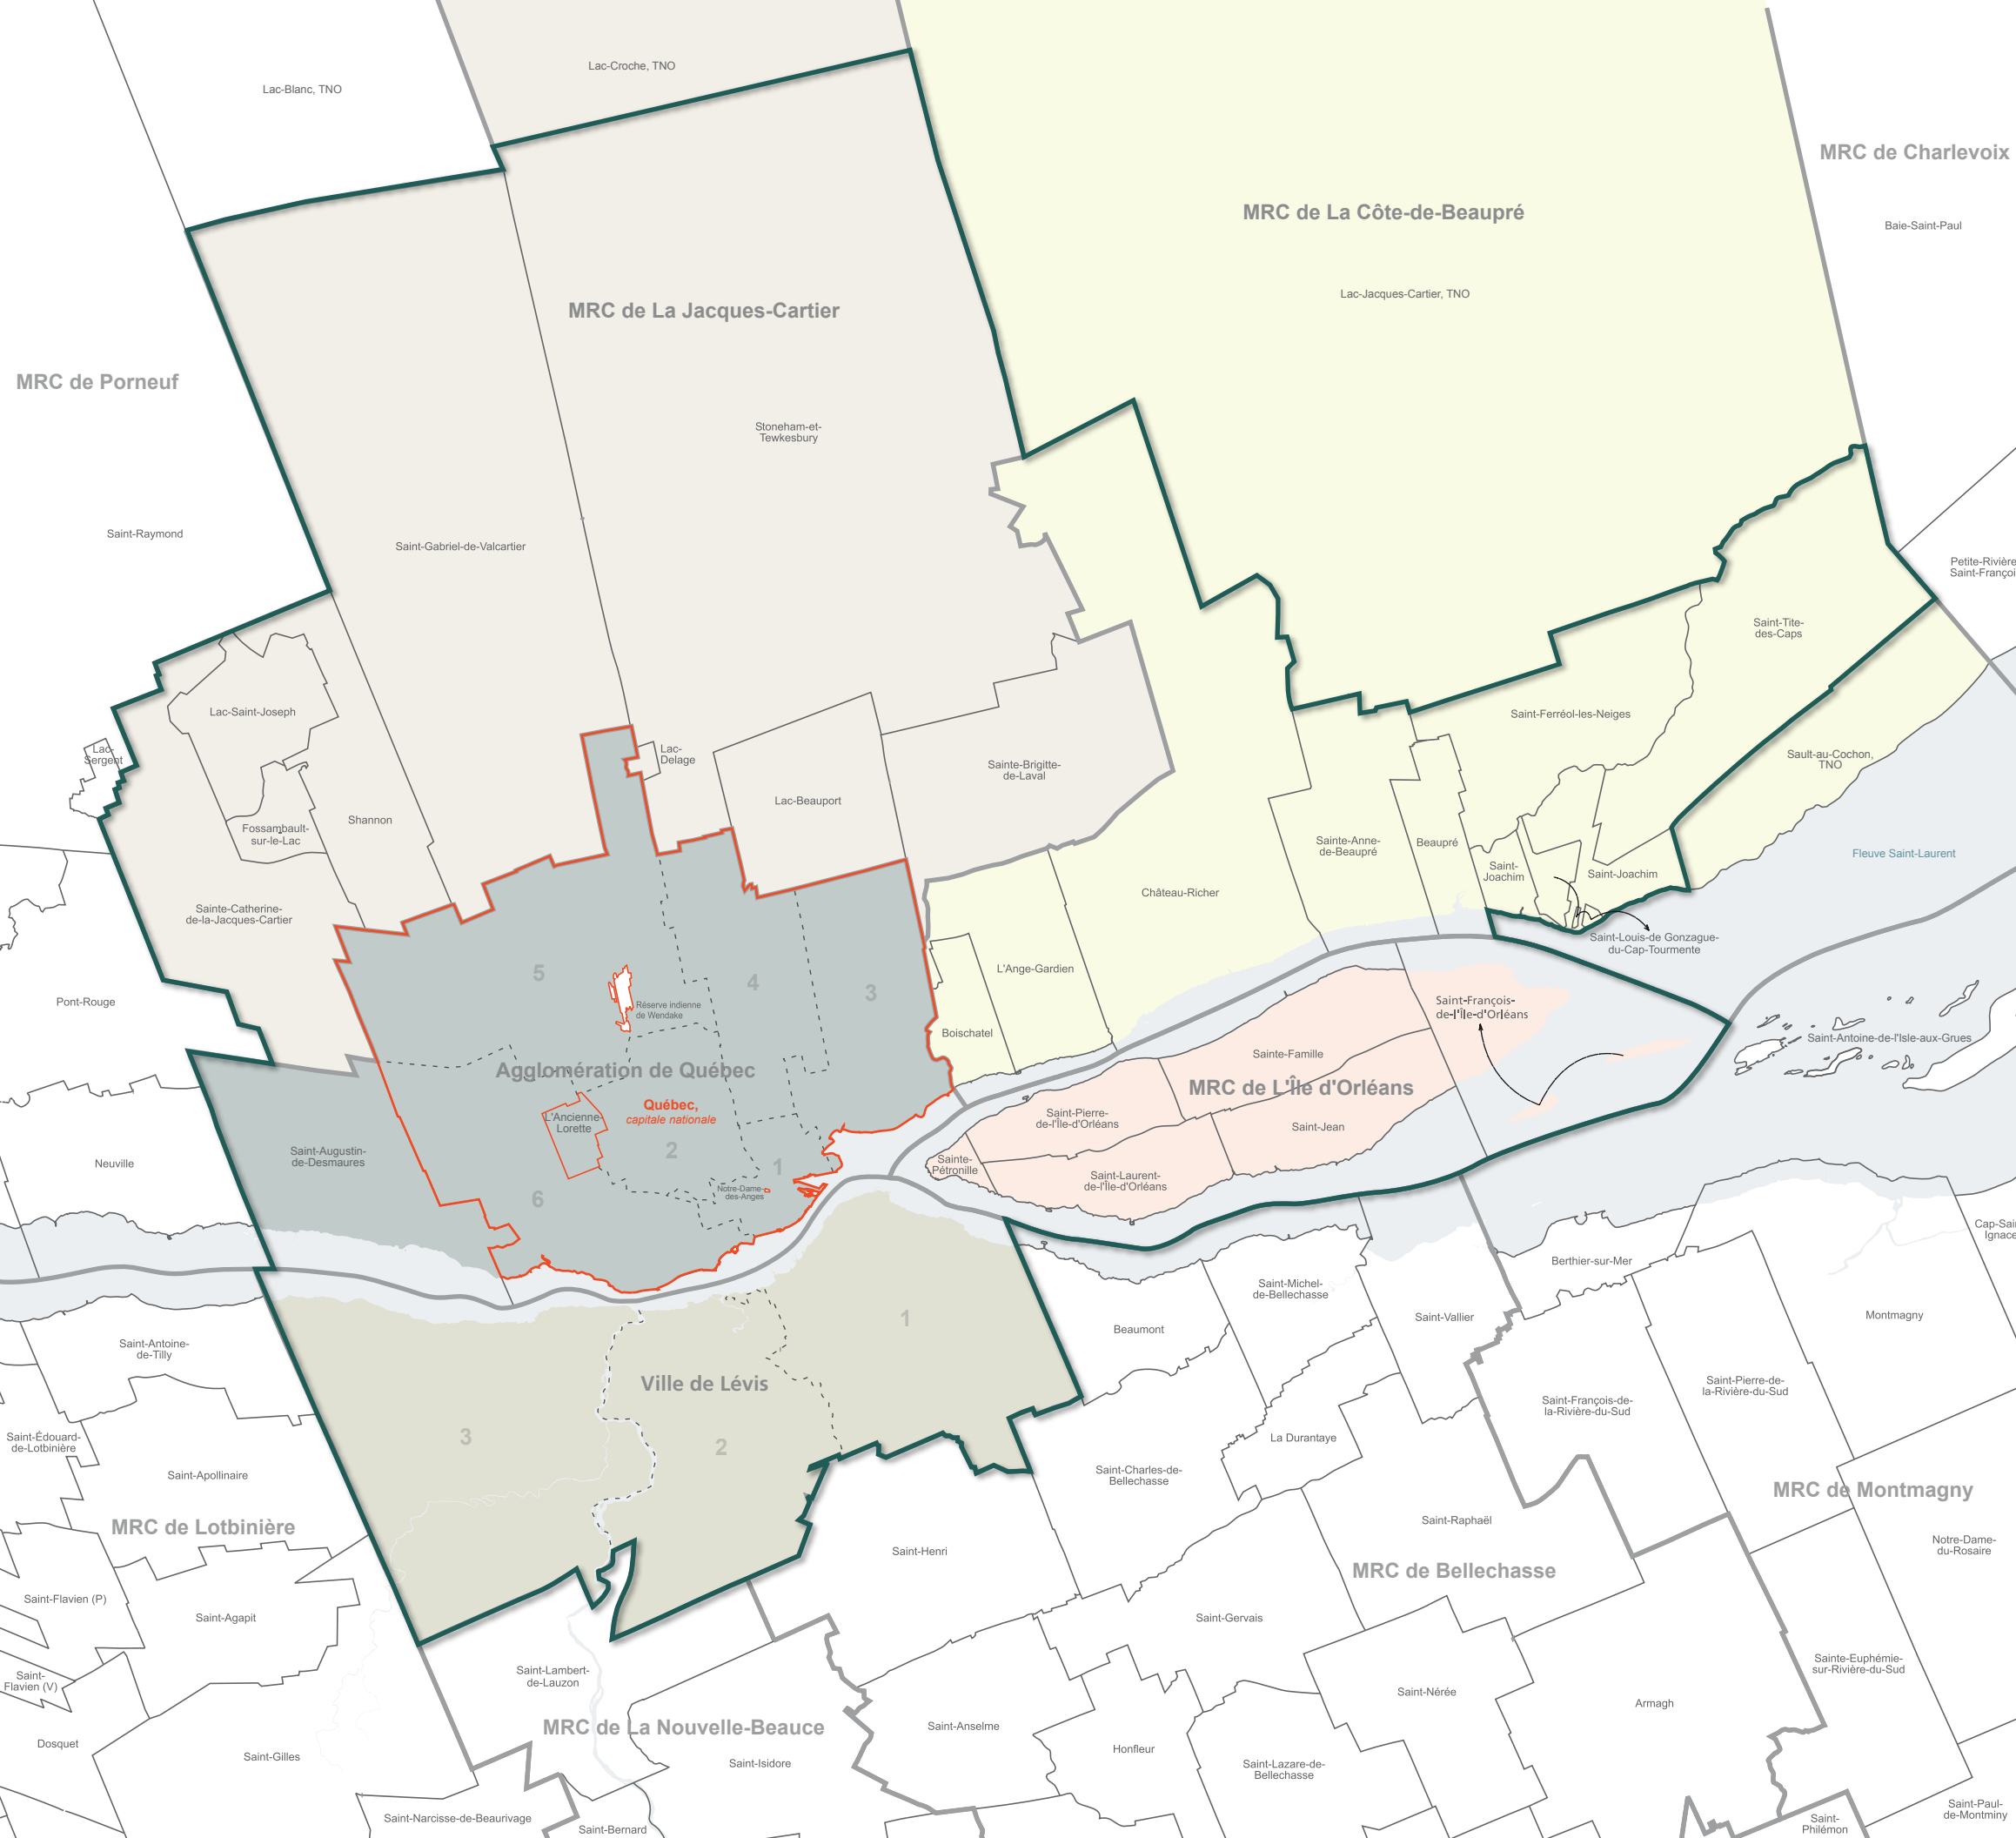 Lac-Croche, TNO
Lac-Blanc, TNO
MRC de Charlevoix
MRC de La Côte-de-Beaupré
Baie-Saint-Paul
Lac-Jacques-Cartier, TNO
MRC de La Jacques-Cartier
MRC de Porneuf
Stoneham-et-
Tewkesbury
Saint-Raymond
Saint-Gabriel-de-Valcartier
Petite-Rivière
Saint-Françoi
Saint-Tite-
des-Caps
Lac-Saint-Joseph
Saint-Ferréol-les-Neiges
Lac-
Sergent
Lac-
Delage
Sault-au-Cochon,
TNO
Sainte-Brigitte-
de-Laval
Lac-Beauport
Shannon
Fossambault-
sur-le-Lac
Sainte-Anne-
de-Beaupré
Beaupré
Fleuve Saint-Laurent
Saint-
Joachim
Saint-Joachim
Château-Richer
Sainte-Catherine-
de-la-Jacques-Cartier
Saint-Louis-de Gonzague-
du-Cap-Tourmente
L'Ange-Gardien
5
4
3
Pont-Rouge
Réserve indienne
de Wendake
Saint-François-
de-l'Île-d'Orléans
Boischatel
Saint-Antoine-de-l'Isle-aux-Grues
Sainte-Famille
Agglomération de Québec
MRC de L'Île d'Orléans
Québec,
capitale nationale
L'Ancienne-
Lorette
Saint-Pierre-
de-l'Île-d'Orléans
Saint-Jean
Saint-Augustin-
de-Desmaures
Neuville
2
1
Sainte-
Pétronille
Saint-Laurent-
de-l'Île-d'Orléans
Notre-Dame-
des-Anges
6
Cap-Sai
Ignace
Berthier-sur-Mer
Saint-Michel-
de-Bellechasse
Montmagny
Saint-Vallier
1
Beaumont
Saint-Antoine-
de-Tilly
Ville de Lévis
Saint-Pierre-de-
la-Rivière-du-Sud
Saint-François-de-
la-Rivière-du-Sud
3
2
La Durantaye
Saint-Édouard-
de-Lotbinière
Saint-Apollinaire
Saint-Charles-de-
Bellechasse
MRC de Montmagny
MRC de Lotbinière
Saint-Raphaël
Notre-Dame-
du-Rosaire
Saint-Henri
MRC de Bellechasse
Saint-Flavien (P)
Saint-Agapit
Saint-Gervais
Saint-
Flavien (V)
Saint-Lambert-
de-Lauzon
Sainte-Euphémie-
sur-Rivière-du-Sud
Saint-Nérée
Armagh
MRC de La Nouvelle-Beauce
Saint-Anselme
Dosquet
Saint-Gilles
Honfleur
Saint-Isidore
Saint-Lazare-de-
Bellechasse
Saint-Narcisse-de-Beaurivage
Saint-Bernard
Saint-
Philémon
Saint-Paul-
de-Montminy